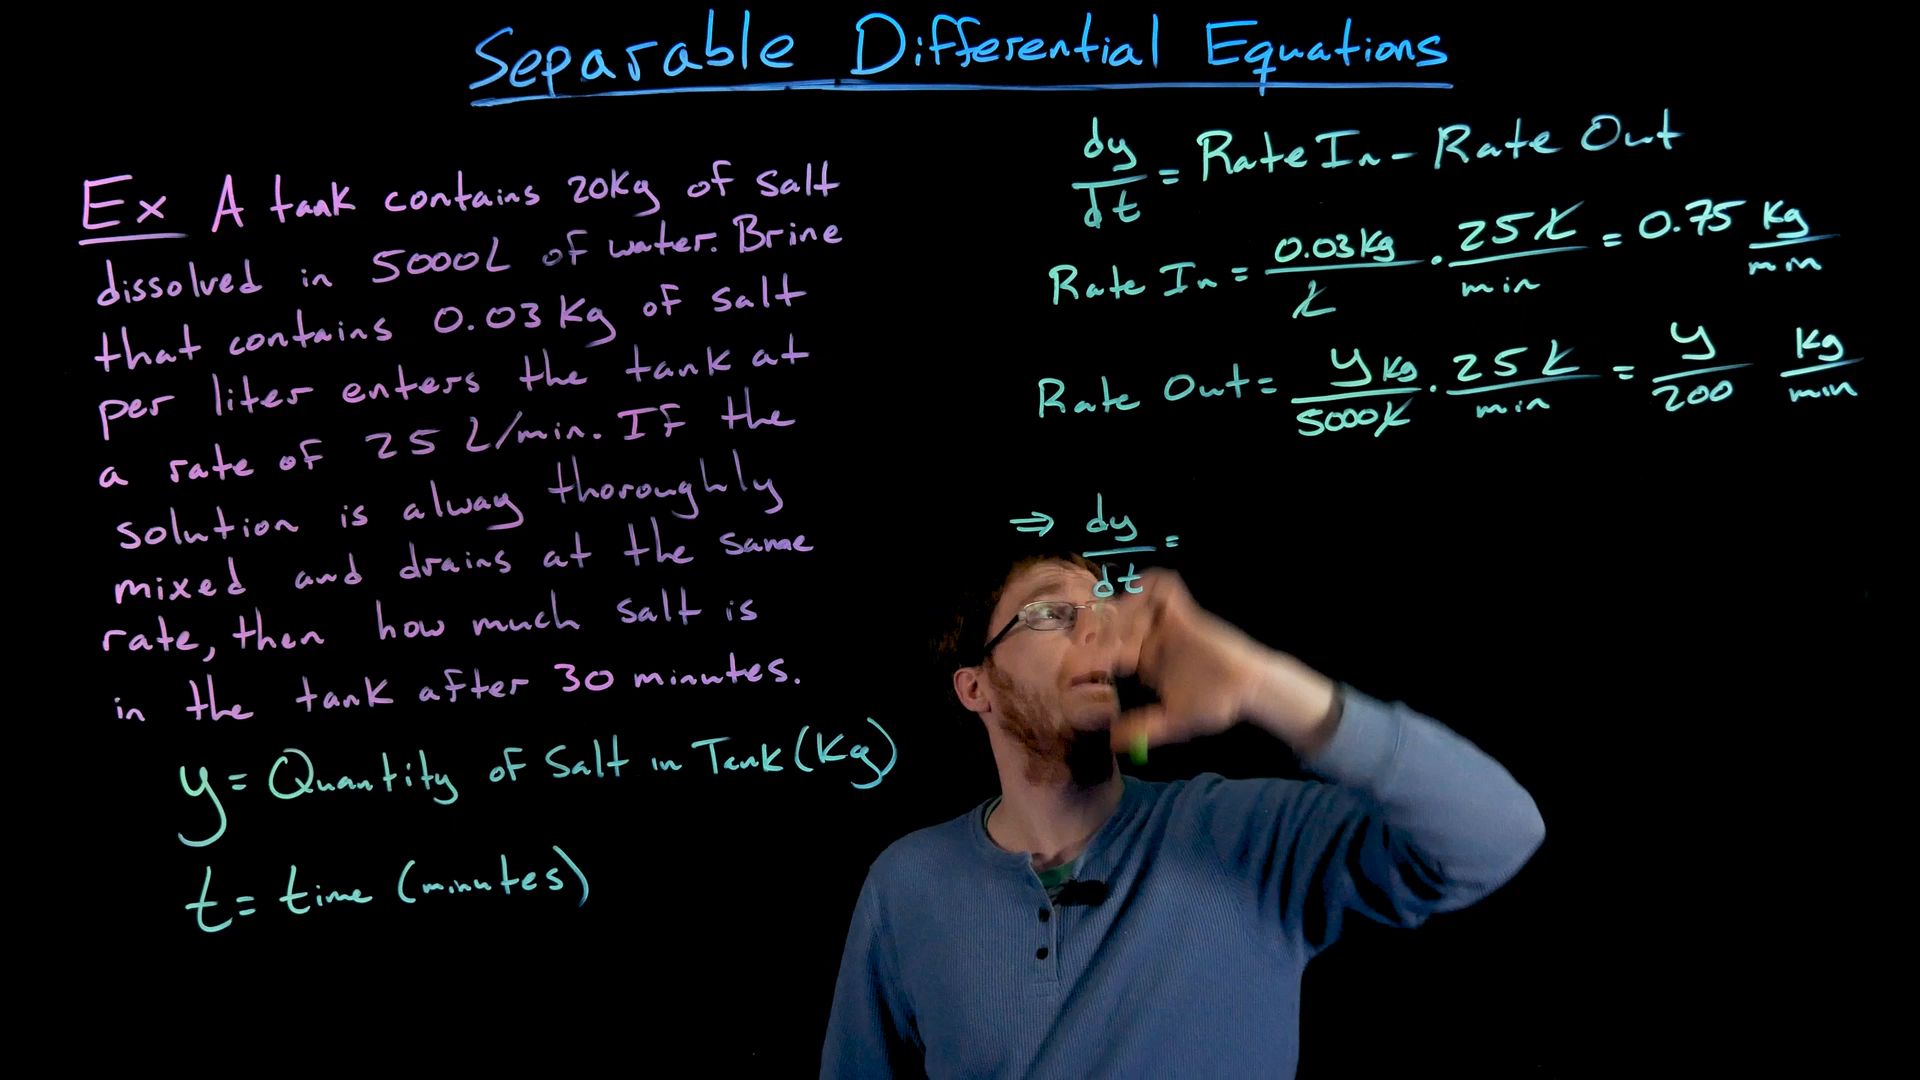 Separable Differential Equations
Ex A tank contains 20Kg of salt
dissolved in 5000L of water. Brine
that contains 0.03 Kg of salt
per liter enters the tank at
a rate of 25 L/min. If the
solution is alway thoroughly
mixed and drains at the same
rate, then how much salt is
in the tank after 30 minutes.
y = Quantity of Salt in Tank (Kg)
t = time (minutes)
dy/dt = Rate In - Rate Out
Rate In = 0.03 Kg/L · 25 L/min = 0.75 Kg/min
Rate Out = y Kg/5000L · 25 L/min = y/200 Kg/min
⇒ dy/dt =